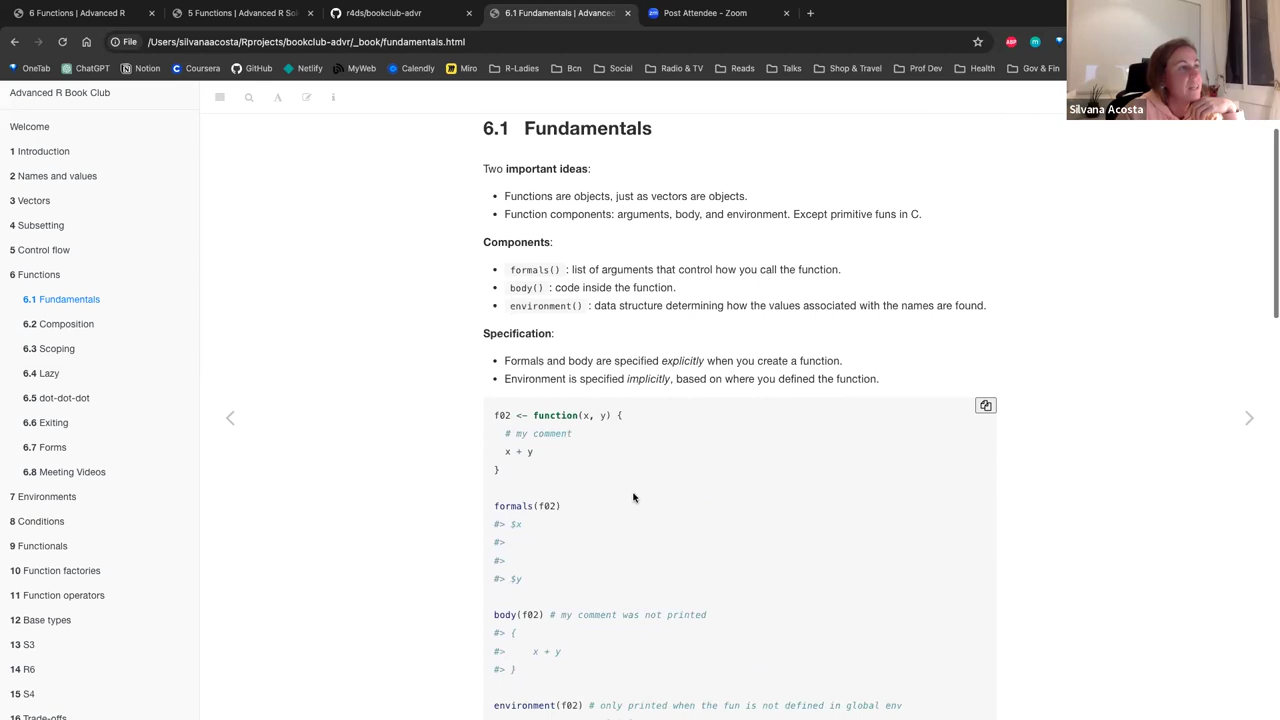 6 Functions | Advanced R
5 Functions | Advanced R Sol
r4ds/bookclub-advr
6.1 Fundamentals | Advanced
Post Attendee - Zoom
File
/Users/silvanaacosta/Rprojects/bookclub-advr/_book/fundamentals.html
OneTab
ChatGPT
Notion
Coursera
GitHub
Netlify
MyWeb
Calendly
Miro
R-Ladies
Bcn
Social
Radio & TV
Reads
Talks
Shop & Travel
Prof Dev
Health
Gov & Fin
Silvana Acosta
Advanced R Book Club
Welcome
1 Introduction
2 Names and values
3 Vectors
4 Subsetting
5 Control flow
6 Functions
6.1 Fundamentals
6.2 Composition
6.3 Scoping
6.4 Lazy
6.5 dot-dot-dot
6.6 Exiting
6.7 Forms
6.8 Meeting Videos
7 Environments
8 Conditions
9 Functionals
10 Function factories
11 Function operators
12 Base types
13 S3
14 R6
15 S4
16 Trade-offs
6.1 Fundamentals
Two important ideas:
• Functions are objects, just as vectors are objects.
• Function components: arguments, body, and environment. Except primitive funs in C.
Components:
• formals() : list of arguments that control how you call the function.
• body() : code inside the function.
• environment() : data structure determining how the values associated with the names are found.
Specification:
• Formals and body are specified explicitly when you create a function.
• Environment is specified implicitly, based on where you defined the function.
f02 <- function(x, y) {
# my comment
x + y
}
formals(f02)
#> $x
#>
#>
#> $y
body(f02) # my comment was not printed
#> {
#> x + y
#> }
environment(f02) # only printed when the fun is not defined in global env